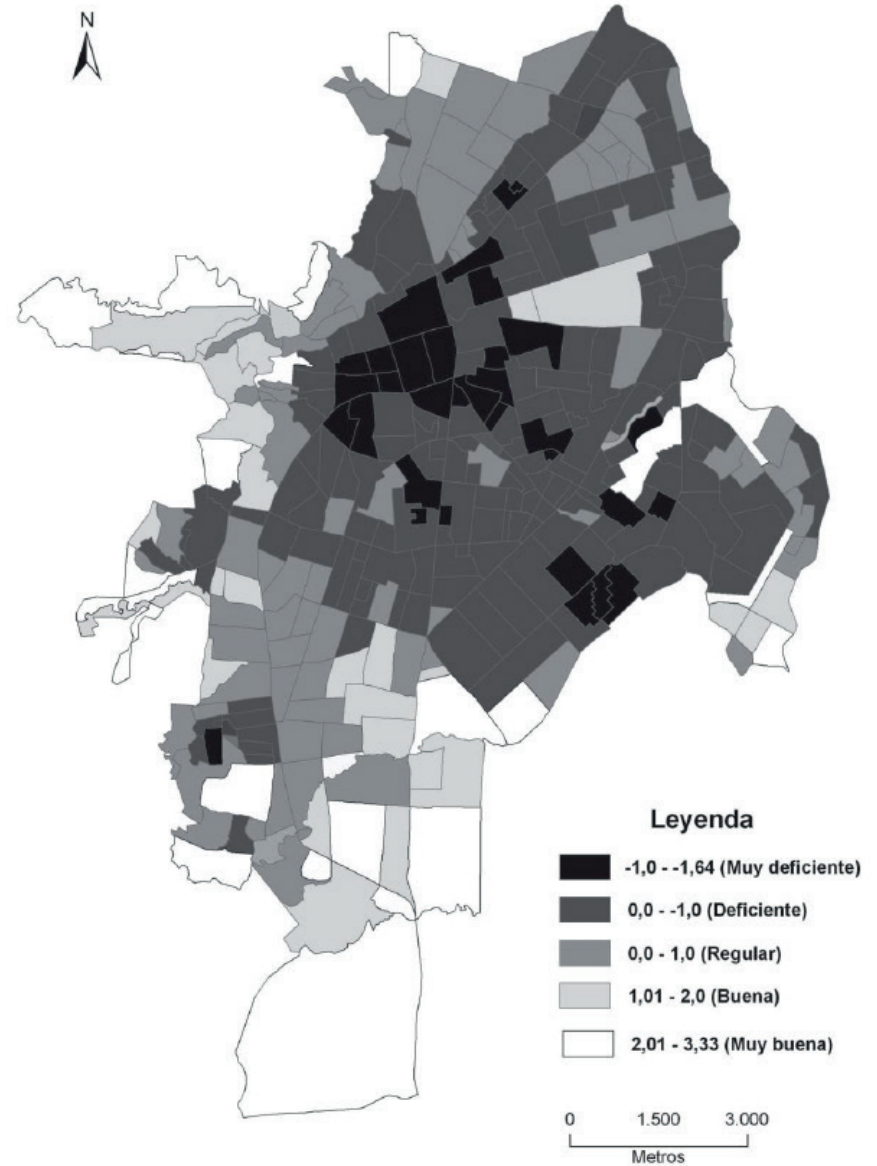 N
Leyenda
-1,0 - -1,64 (Muy deficiente)
0,0 - -1,0 (Deficiente)
0,0 - 1,0 (Regular)
1,01 - 2,0 (Buena)
2,01 - 3,33 (Muy buena)
0 1.500 3.000
Metros